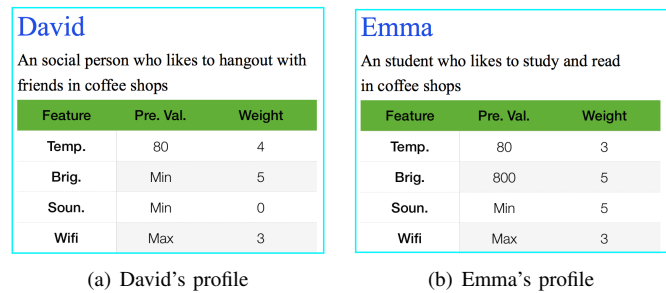 David
An social person who likes to hangout with
friends in coffee shops
Feature Pre. Val. Weight
Temp. 80 4
Brig. Min 5
Soun. Min 0
Wifi Max 3
(a) David's profile
Emma
An student who likes to study and read
in coffee shops
Feature Pre. Val. Weight
Temp. 80 3
Brig. 800 5
Soun. Min 5
Wifi Max 3
(b) Emma's profile